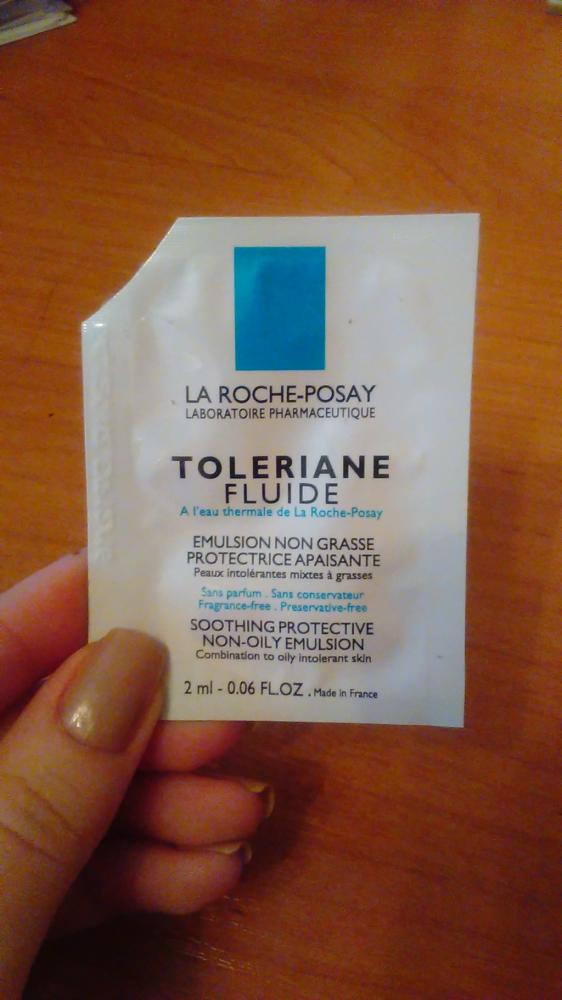 LA ROCHE-POSAY
LABORATOIRE PHARMACEUTIQUE
TOLERIANE
FLUIDE
A l'eau thermale de La Roche-Posay
EMULSION NON GRASSE
PROTECTRICE APAISANTE
Peaux intolérantes mixtes à grasses
Sans parfum . Sans conservateur
Fragrance-free . Preservative-free
SOOTHING PROTECTIVE
NON-OILY EMULSION
Combination to oily intolerant skin
2 ml - 0.06 FL.OZ . Made in France